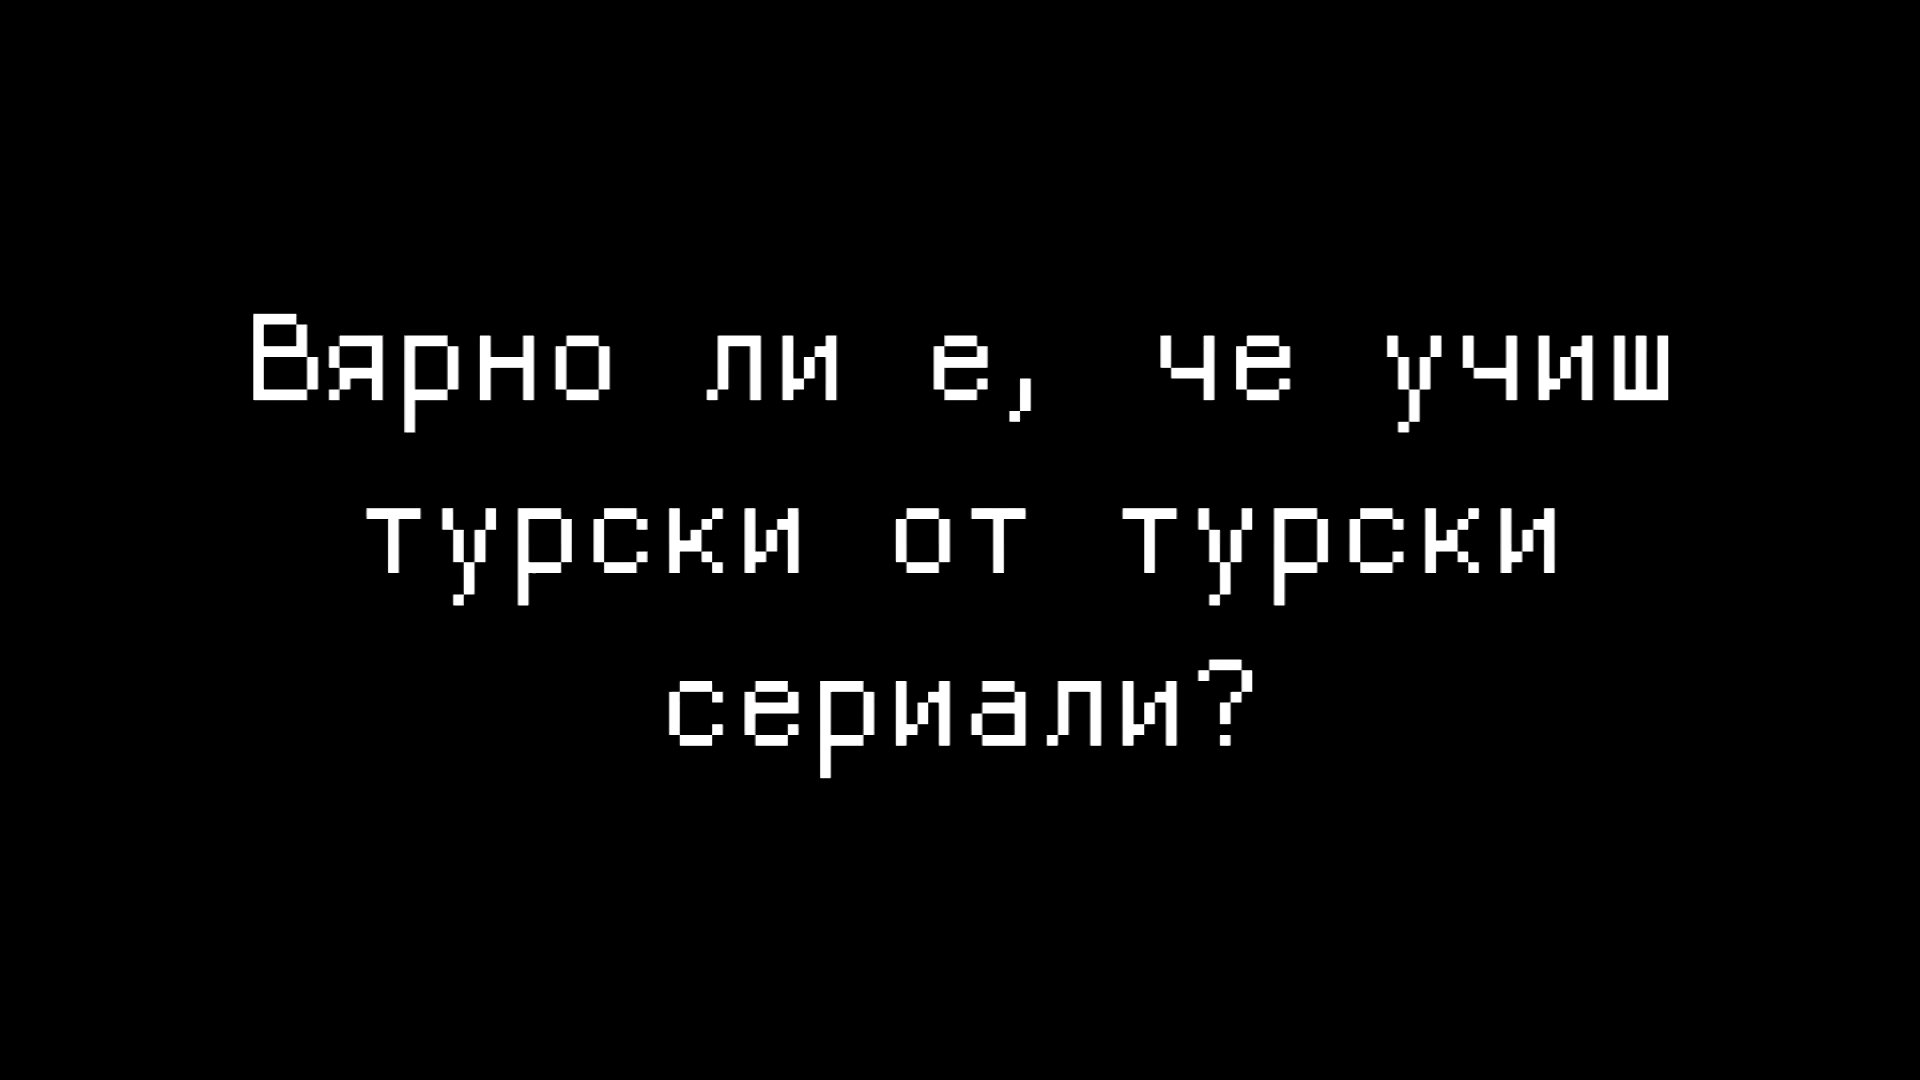 Вярно ли е, че учиш
турски от турски
сериали?